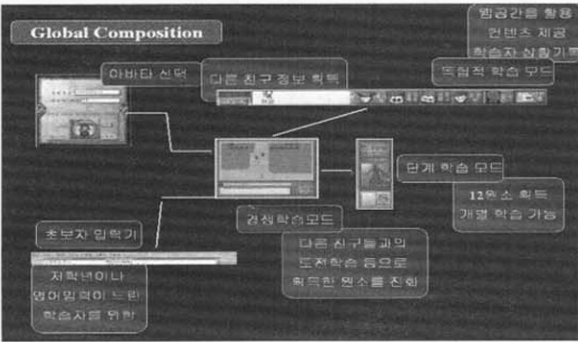 Global Composition
웹공간을 활용
컨텐츠 제공
학습자 상황기록
독립적 학습 모드
아바타 선택
다른 친구 정보 획득
단계 학습 모드
12원소 획득
개별 학습 가능
경쟁학습모드
다른 친구들과의
도전학습 등으로
획득한 원소를 진화
초보자 입력기
저학년이나
영어입력이 느린
학습자를 위함